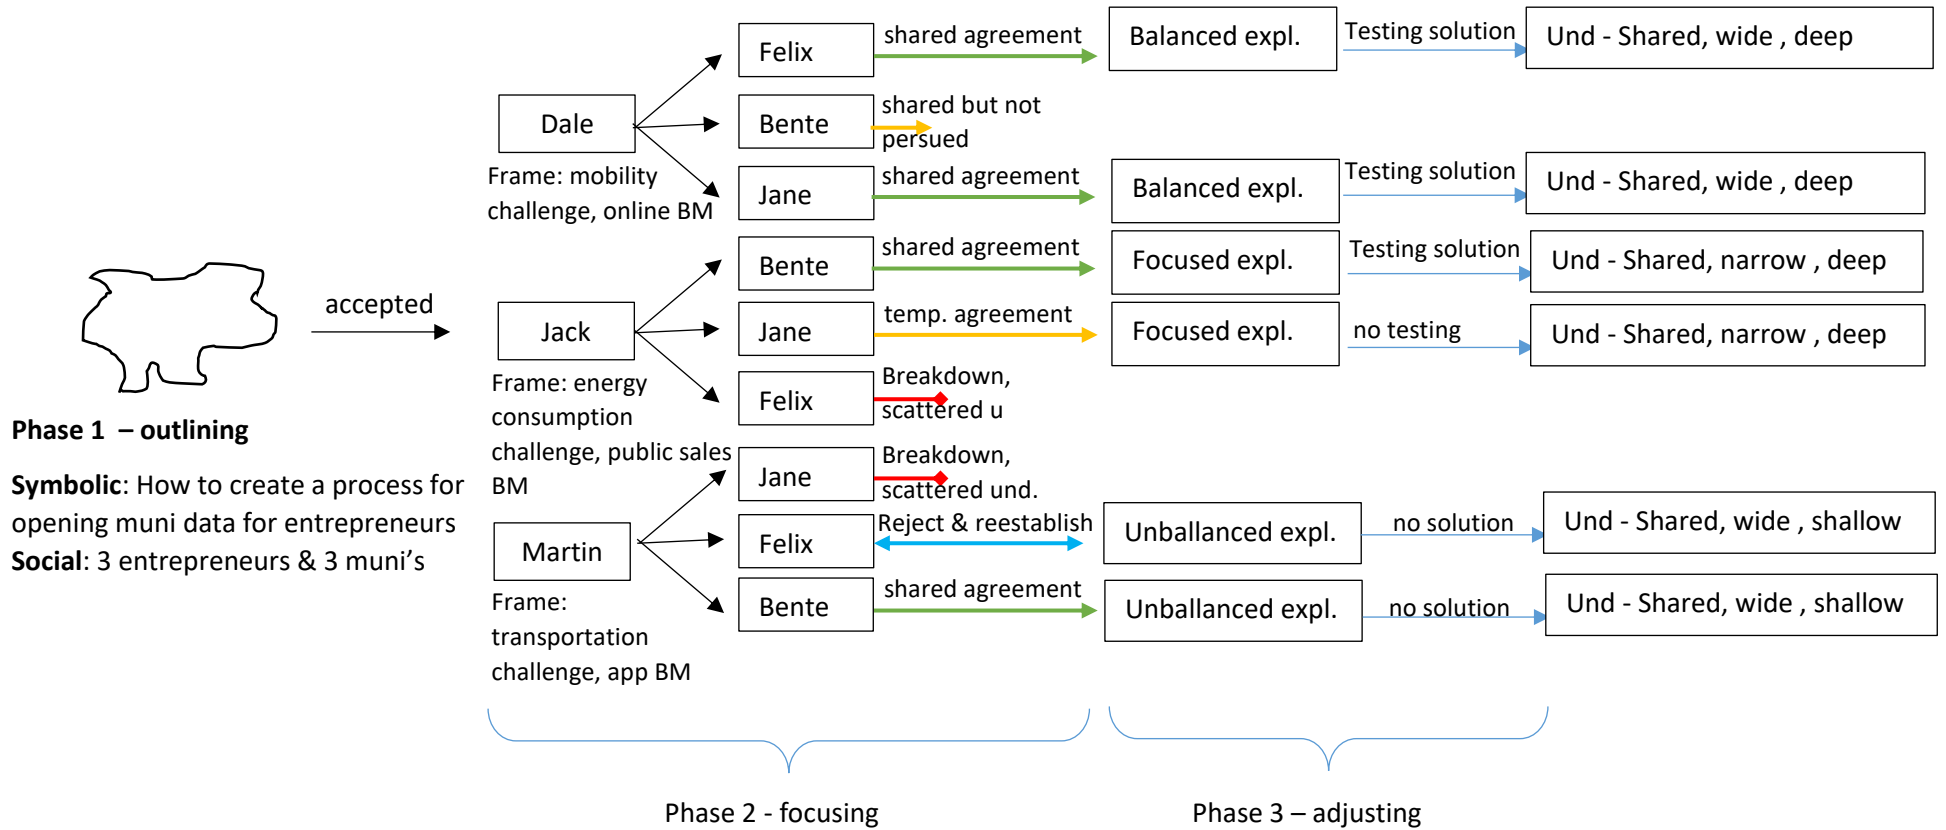 Felix
shared agreement
Balanced expl.
Testing solution
Und - Shared, wide , deep
Dale
Bente
shared but not
persued
Frame: mobility
challenge, online BM
Jane
shared agreement
Balanced expl.
Testing solution
Und - Shared, wide , deep
accepted
Bente
shared agreement
Focused expl.
Testing solution
Und - Shared, narrow , deep
Jack
Jane
temp. agreement
Focused expl.
no testing
Und - Shared, narrow , deep
Frame: energy
consumption
challenge, public sales
BM
Felix
Breakdown,
scattered u
Phase 1 – outlining
Symbolic: How to create a process for
opening muni data for entrepreneurs
Social: 3 entrepreneurs & 3 muni’s
Jane
Breakdown,
scattered und.
Martin
Felix
Reject & reestablish
Unballanced expl.
no solution
Und - Shared, wide , shallow
Frame:
transportation
challenge, app BM
Bente
shared agreement
Unballanced expl.
no solution
Und - Shared, wide , shallow
Phase 2 - focusing
Phase 3 – adjusting